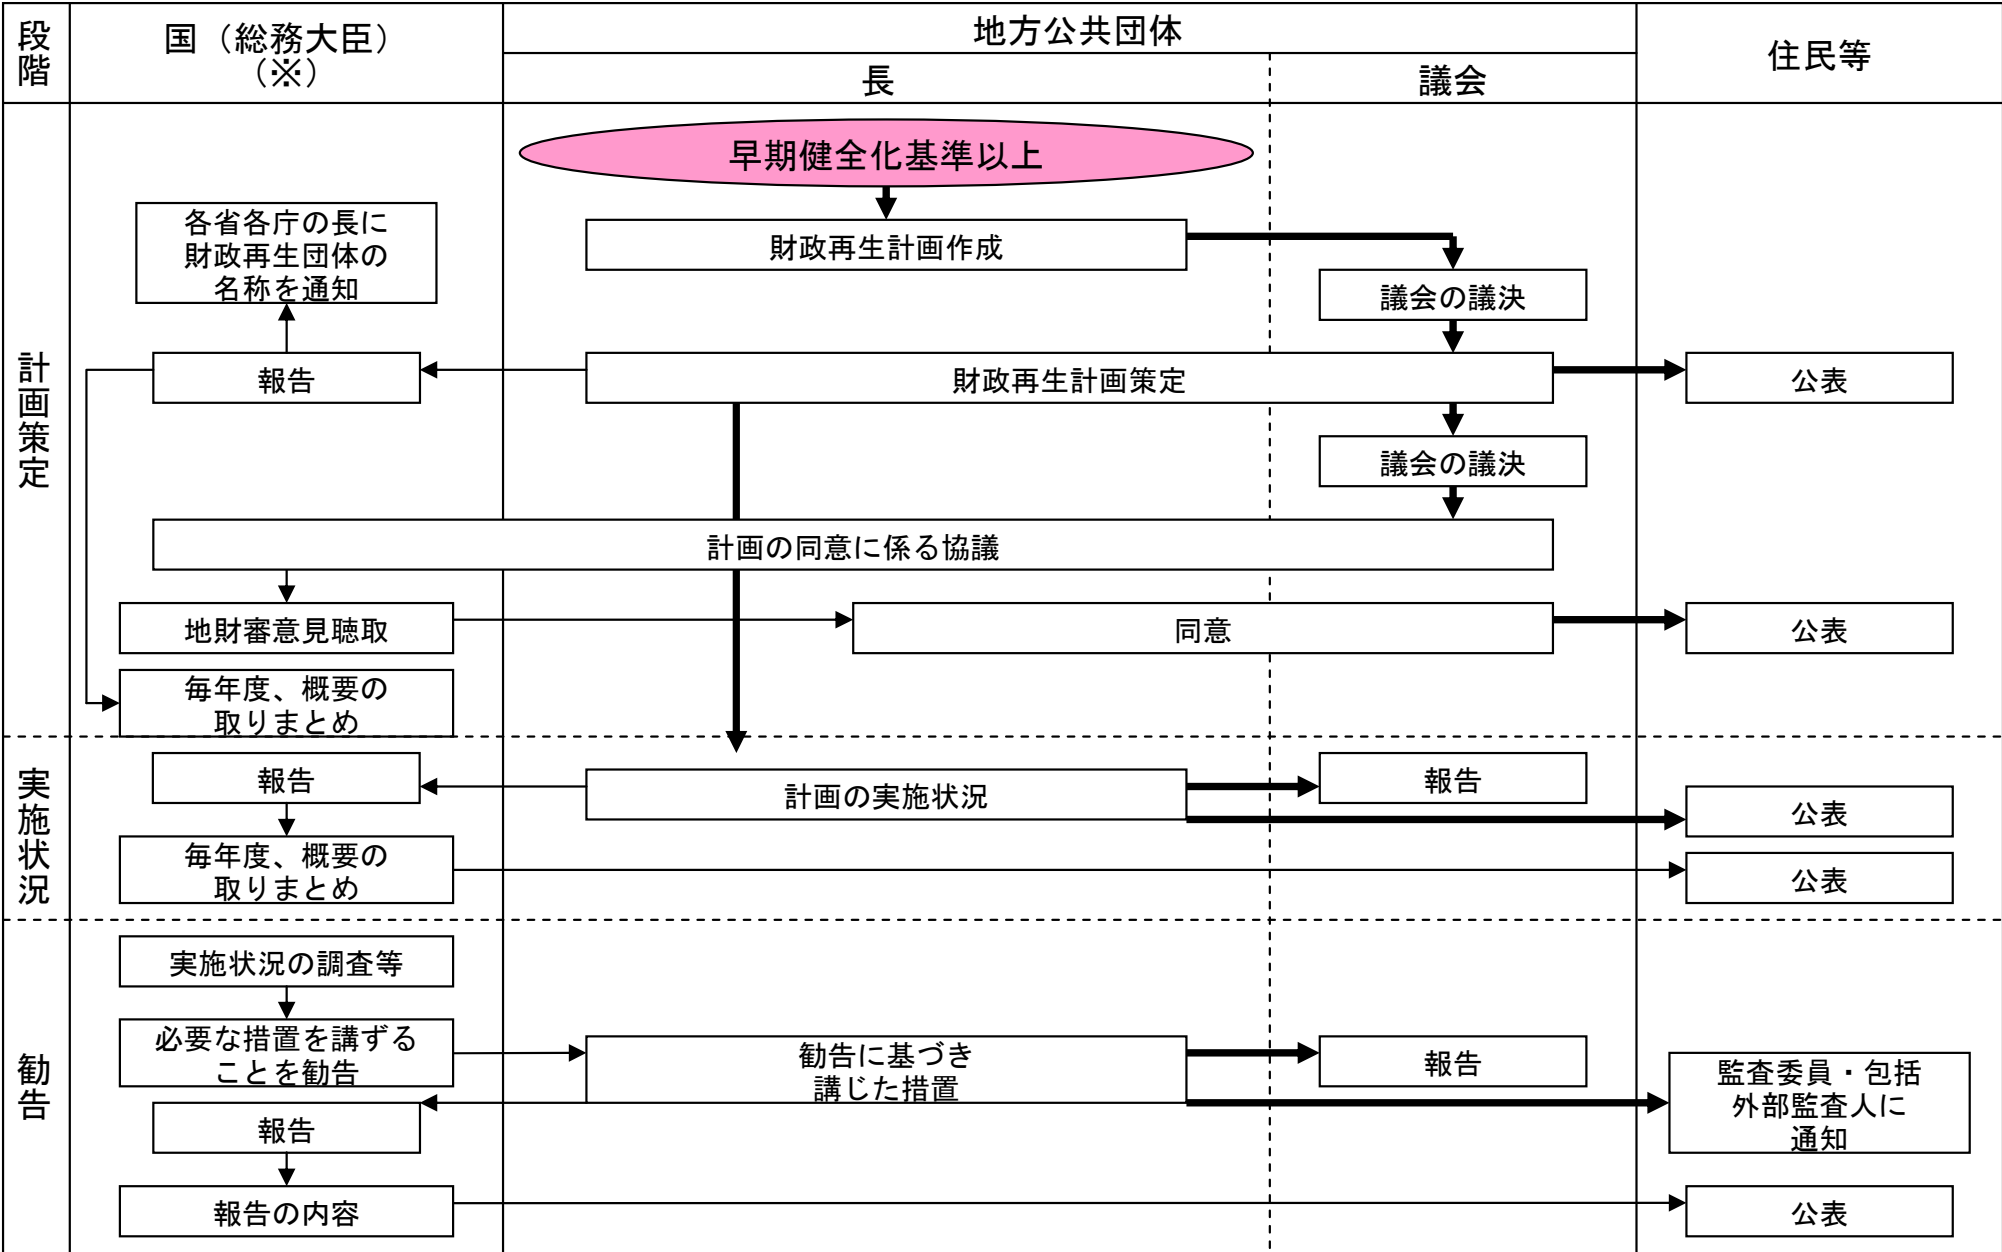 段階
国（総務大臣）
（※）
地方公共団体
長
議会
住民等
計画策定
早期健全化基準以上
各省各庁の長に
財政再生団体の
名称を通知
財政再生計画作成
議会の議決
報告
財政再生計画策定
公表
議会の議決
計画の同意に係る協議
地財審意見聴取
同意
公表
毎年度、概要の
取りまとめ
実施状況
報告
計画の実施状況
報告
公表
毎年度、概要の
取りまとめ
公表
勧告
実施状況の調査等
必要な措置を講ずる
ことを勧告
勧告に基づき
講じた措置
報告
監査委員・包括
外部監査人に
通知
報告
報告の内容
公表